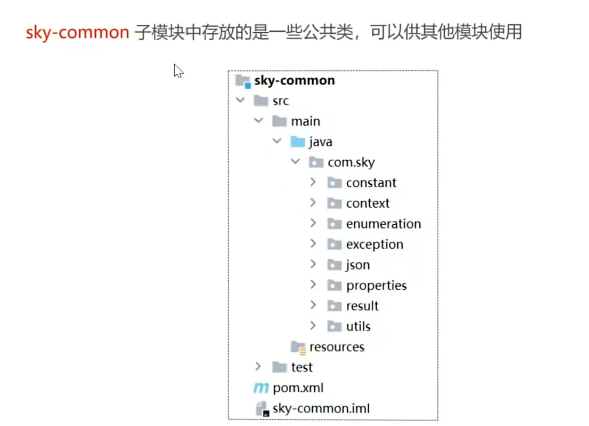 sky-common 子模块中存放的是一些公共类，可以供其他模块使用
sky-common
src
main
java
com.sky
constant
context
enumeration
exception
json
properties
result
utils
resources
test
pom.xml
sky-common.iml